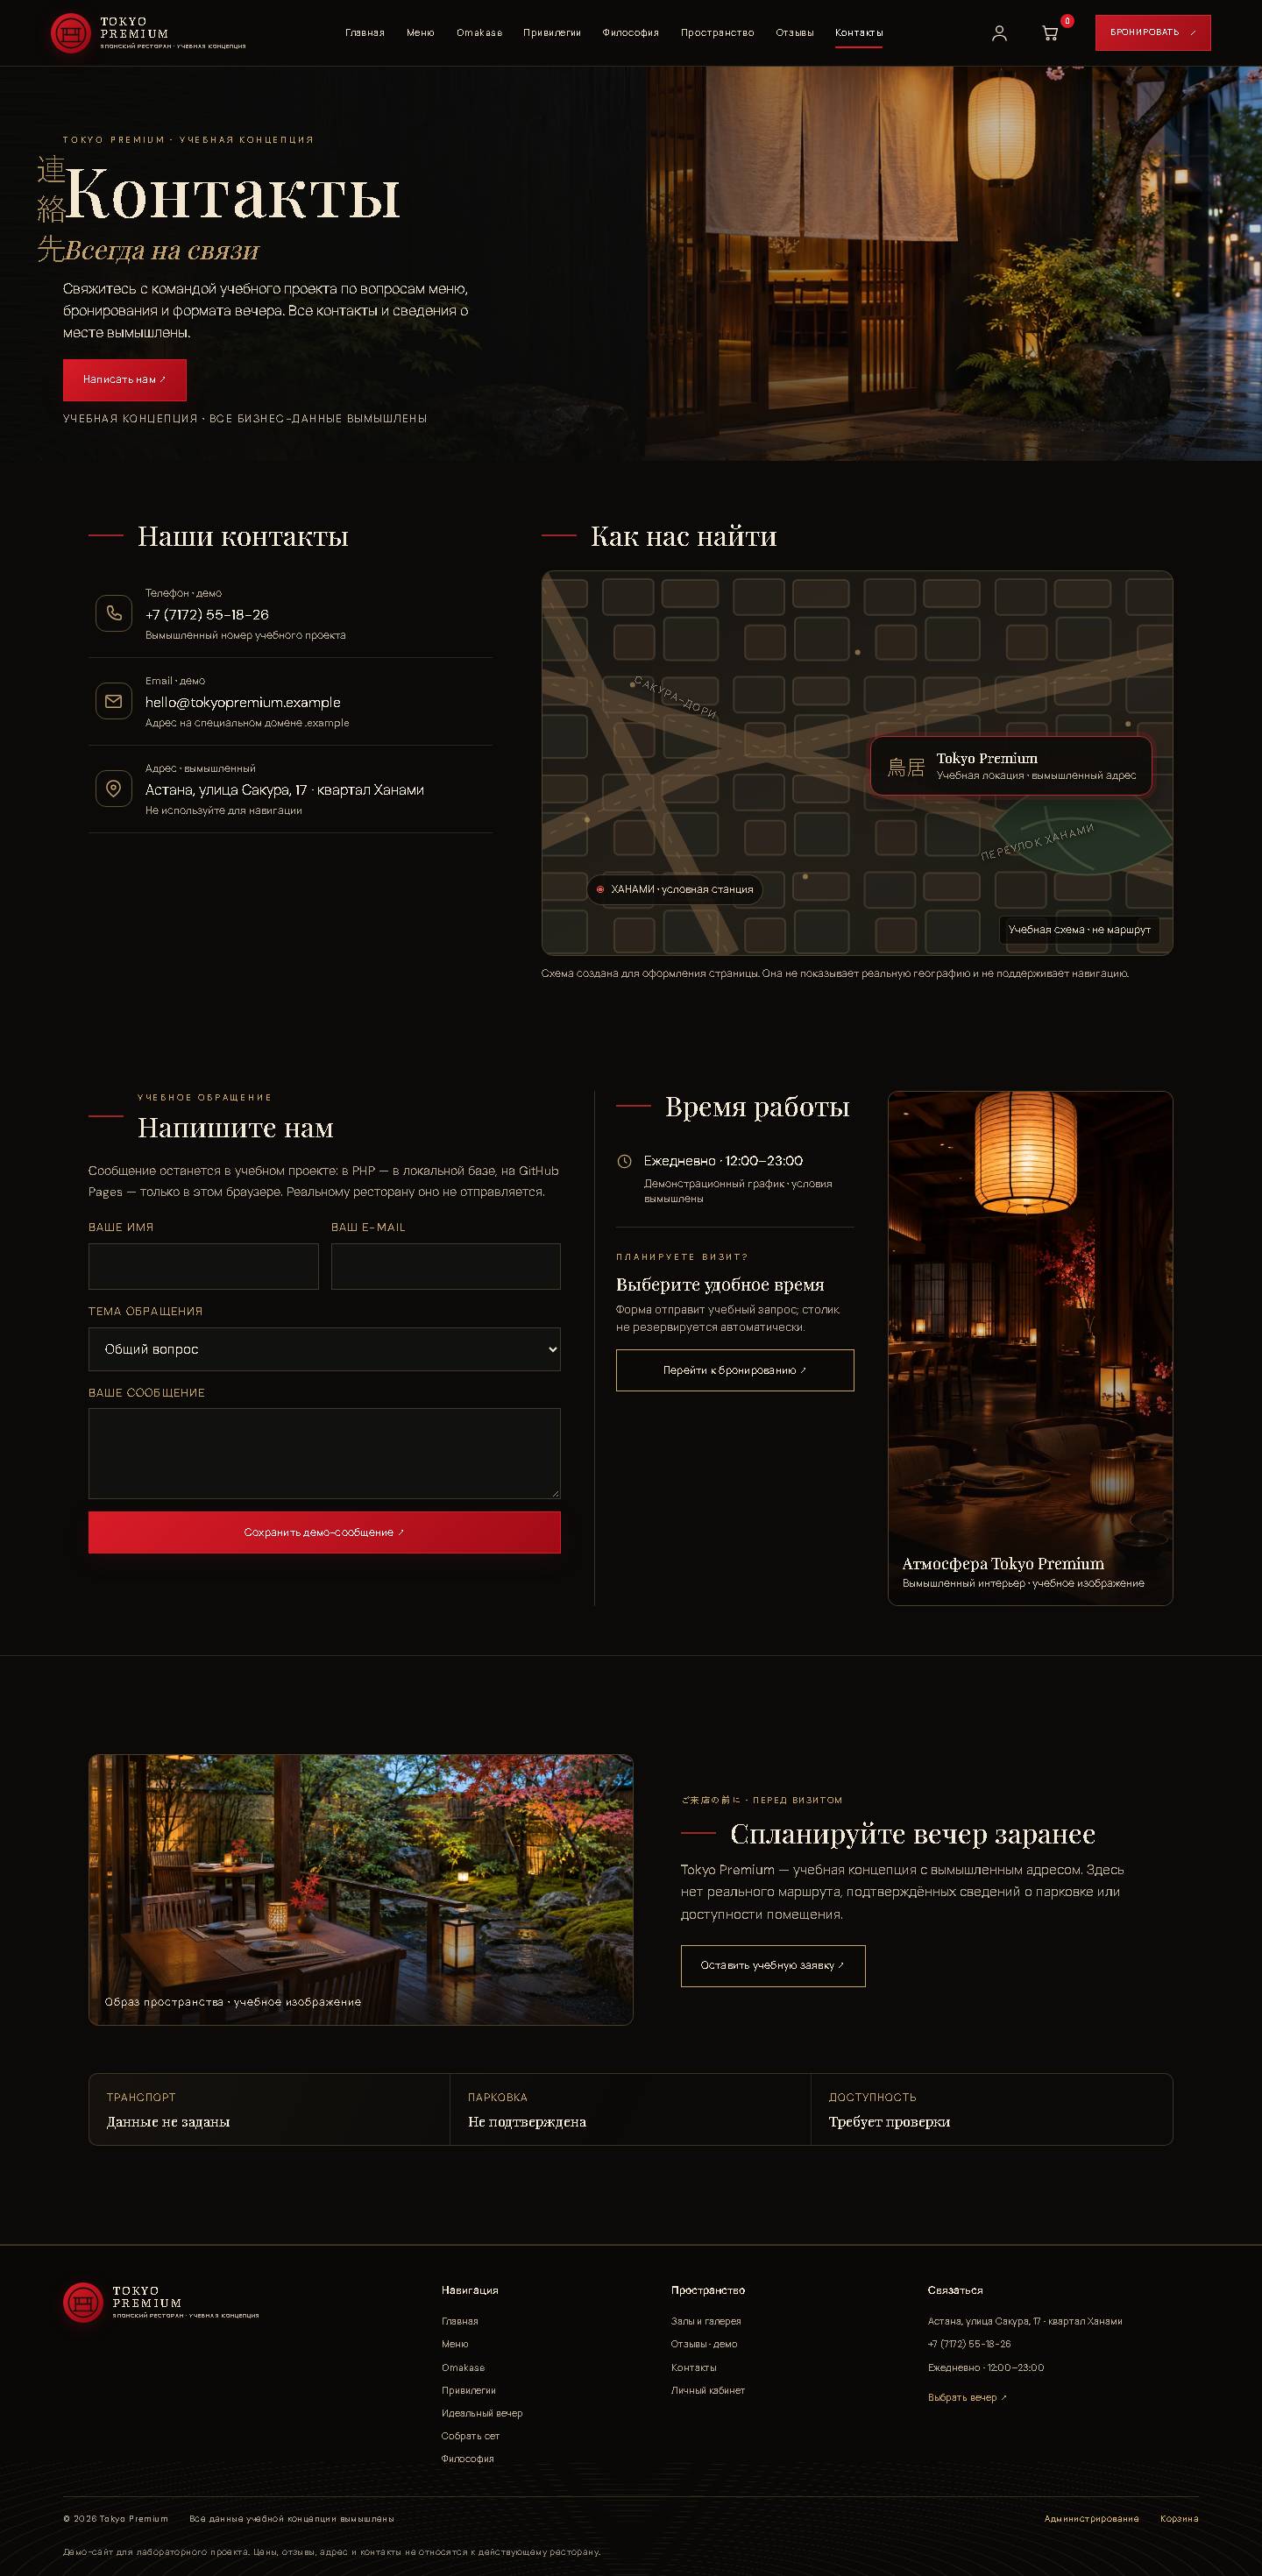 TOKYO
PREMIUM
ЯПОНСКИЙ РЕСТОРАН · УЧЕБНАЯ КОНЦЕПЦИЯ
Главная
Меню
Omakase
Привилегии
Философия
Пространство
Отзывы
Контакты
0
БРОНИРОВАТЬ ↗
TOKYO PREMIUM · УЧЕБНАЯ КОНЦЕПЦИЯ
連絡先
Контакты
Всегда на связи
Свяжитесь с командой учебного проекта по вопросам меню,
бронирования и формата вечера. Все контакты и сведения о
месте вымышлены.
Написать нам ↗
УЧЕБНАЯ КОНЦЕПЦИЯ · ВСЕ БИЗНЕС-ДАННЫЕ ВЫМЫШЛЕНЫ
Наши контакты
Телефон · демо
+7 (7172) 55-18-26
Вымышленный номер учебного проекта
Email · демо
hello@tokyopremium.example
Адрес на специальном домене .example
Адрес · вымышленный
Астана, улица Сакура, 17 · квартал Ханами
Не используйте для навигации
Как нас найти
САКУРА-ДОРИ
鳥居
Tokyo Premium
Учебная локация · вымышленный адрес
ПЕРЕУЛОК ХАНАМИ
ХАНАМИ · условная станция
Учебная схема · не маршрут
Схема создана для оформления страницы. Она не показывает реальную географию и не поддерживает навигацию.
УЧЕБНОЕ ОБРАЩЕНИЕ
Напишите нам
Сообщение останется в учебном проекте: в PHP — в локальной базе, на GitHub
Pages — только в этом браузере. Реальному ресторану оно не отправляется.
ВАШЕ ИМЯ
ВАШ E-MAIL
ТЕМА ОБРАЩЕНИЯ
Общий вопрос
ВАШЕ СООБЩЕНИЕ
Сохранить демо-сообщение ↗
Время работы
Ежедневно · 12:00–23:00
Демонстрационный график · условия
вымышлены
ПЛАНИРУЕТЕ ВИЗИТ?
Выберите удобное время
Форма отправит учебный запрос; столик
не резервируется автоматически.
Перейти к бронированию ↗
Атмосфера Tokyo Premium
Вымышленный интерьер · учебное изображение
Образ пространства · учебное изображение
ご来店の前に · ПЕРЕД ВИЗИТОМ
Спланируйте вечер заранее
Tokyo Premium — учебная концепция с вымышленным адресом. Здесь
нет реального маршрута, подтверждённых сведений о парковке или
доступности помещения.
Оставить учебную заявку ↗
ТРАНСПОРТ
Данные не заданы
ПАРКОВКА
Не подтверждена
ДОСТУПНОСТЬ
Требует проверки
TOKYO
PREMIUM
ЯПОНСКИЙ РЕСТОРАН · УЧЕБНАЯ КОНЦЕПЦИЯ
Навигация
Главная
Меню
Omakase
Привилегии
Идеальный вечер
Собрать сет
Философия
Пространство
Залы и галерея
Отзывы · демо
Контакты
Личный кабинет
Связаться
Астана, улица Сакура, 17 · квартал Ханами
+7 (7172) 55-18-26
Ежедневно · 12:00–23:00
Выбрать вечер ↗
© 2026 Tokyo Premium
Все данные учебной концепции вымышлены
Администрирование
Корзина
Демо-сайт для лабораторного проекта. Цены, отзывы, адрес и контакты не относятся к действующему ресторану.